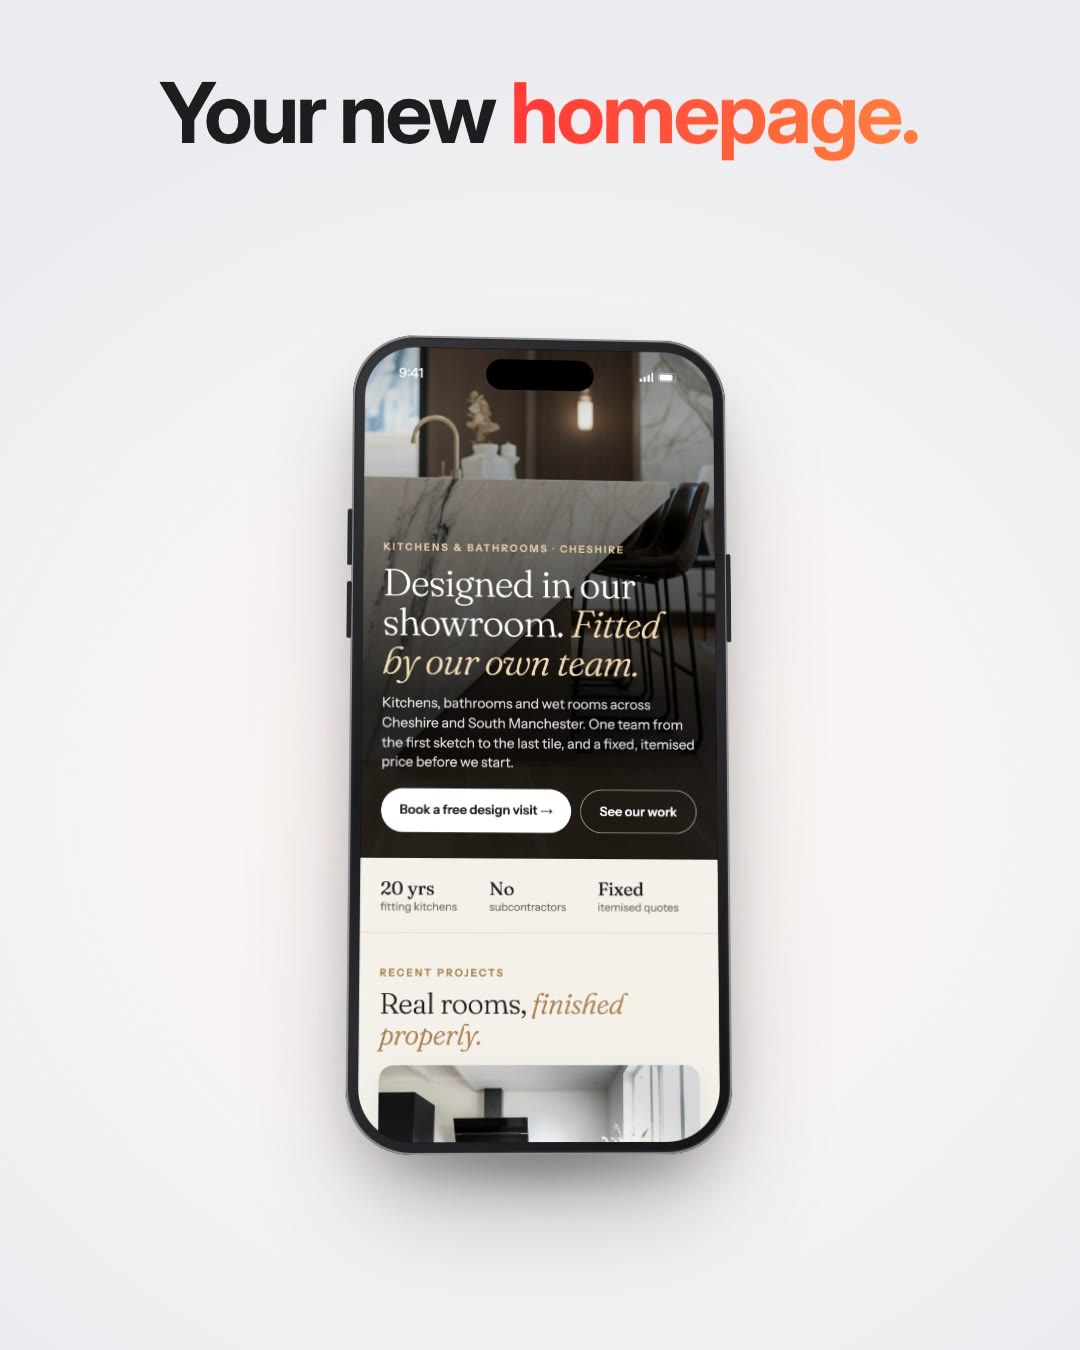 Your new homepage.
9:41
KITCHENS & BATHROOMS · CHESHIRE
Designed in our
showroom. Fitted
by our own team.
Kitchens, bathrooms and wet rooms across
Cheshire and South Manchester. One team from
the first sketch to the last tile, and a fixed, itemised
price before we start.
Book a free design visit →
See our work
20 yrs
fitting kitchens
No
subcontractors
Fixed
itemised quotes
RECENT PROJECTS
Real rooms, finished
properly.